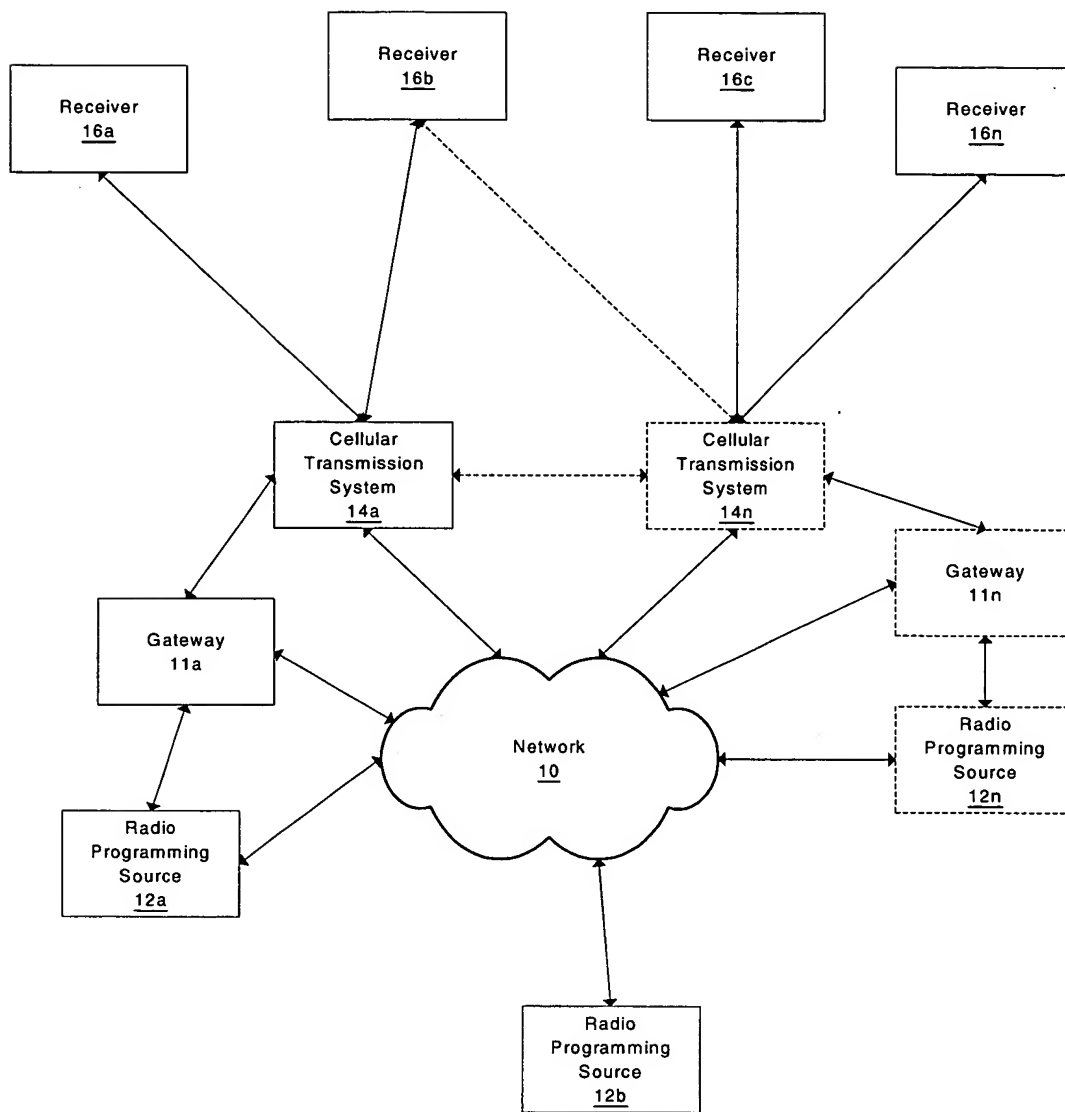 Receiver
16a
Receiver
16b
Receiver
16c
Receiver
16n
Cellular
Transmission
System
14a
Cellular
Transmission
System
14n
Gateway
11a
Gateway
11n
Network
10
Radio
Programming
Source
12a
Radio
Programming
Source
12n
Radio
Programming
Source
12b